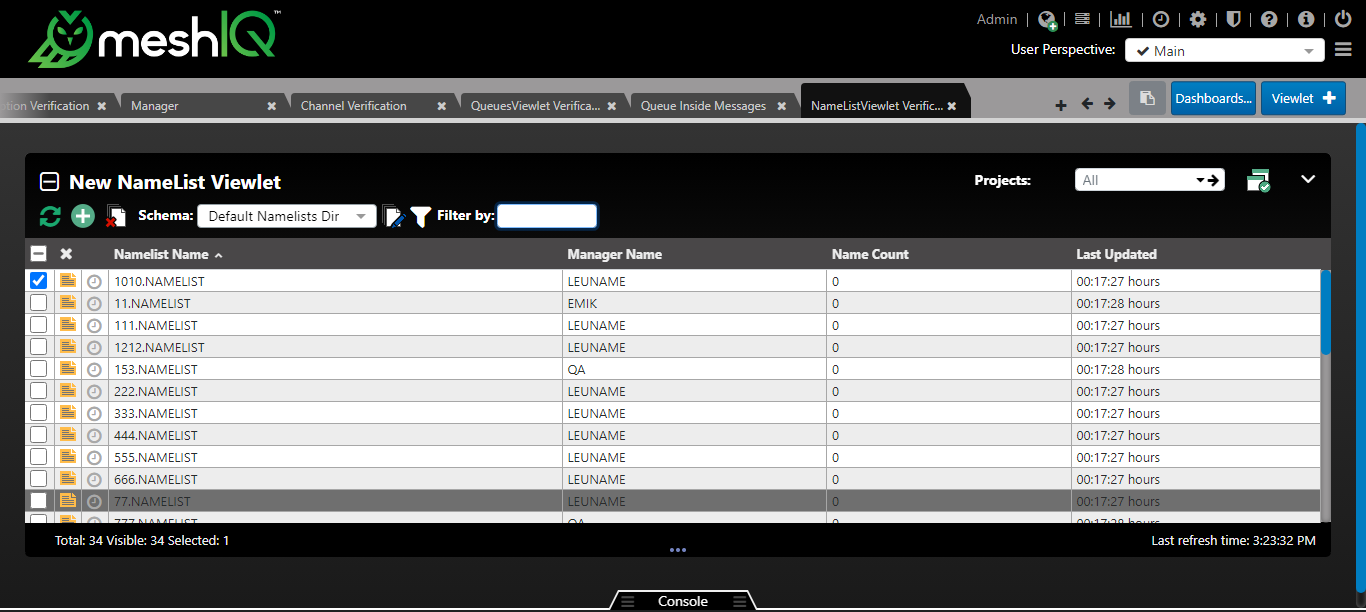 meshIQ™
Admin
User Perspective: Main
otion Verification
Manager
Channel Verification
QueuesViewlet Verifica...
Queue Inside Messages
NameListViewlet Verific...
Dashboards...
Viewlet
New NameList Viewlet
Projects: All
Schema: Default Namelists Dir
Filter by:
Namelist Name Manager Name Name Count Last Updated
1010.NAMELIST LEUNAME 0 00:17:27 hours
11.NAMELIST EMIK 0 00:17:28 hours
111.NAMELIST LEUNAME 0 00:17:27 hours
1212.NAMELIST LEUNAME 0 00:17:27 hours
153.NAMELIST QA 0 00:17:28 hours
222.NAMELIST LEUNAME 0 00:17:27 hours
333.NAMELIST LEUNAME 0 00:17:27 hours
444.NAMELIST LEUNAME 0 00:17:27 hours
555.NAMELIST LEUNAME 0 00:17:27 hours
666.NAMELIST LEUNAME 0 00:17:27 hours
77.NAMELIST LEUNAME 0 00:17:27 hours
777.NAMELIST QA 0 00:17:28 hours
Total: 34 Visible: 34 Selected: 1
Last refresh time: 3:23:32 PM
Console